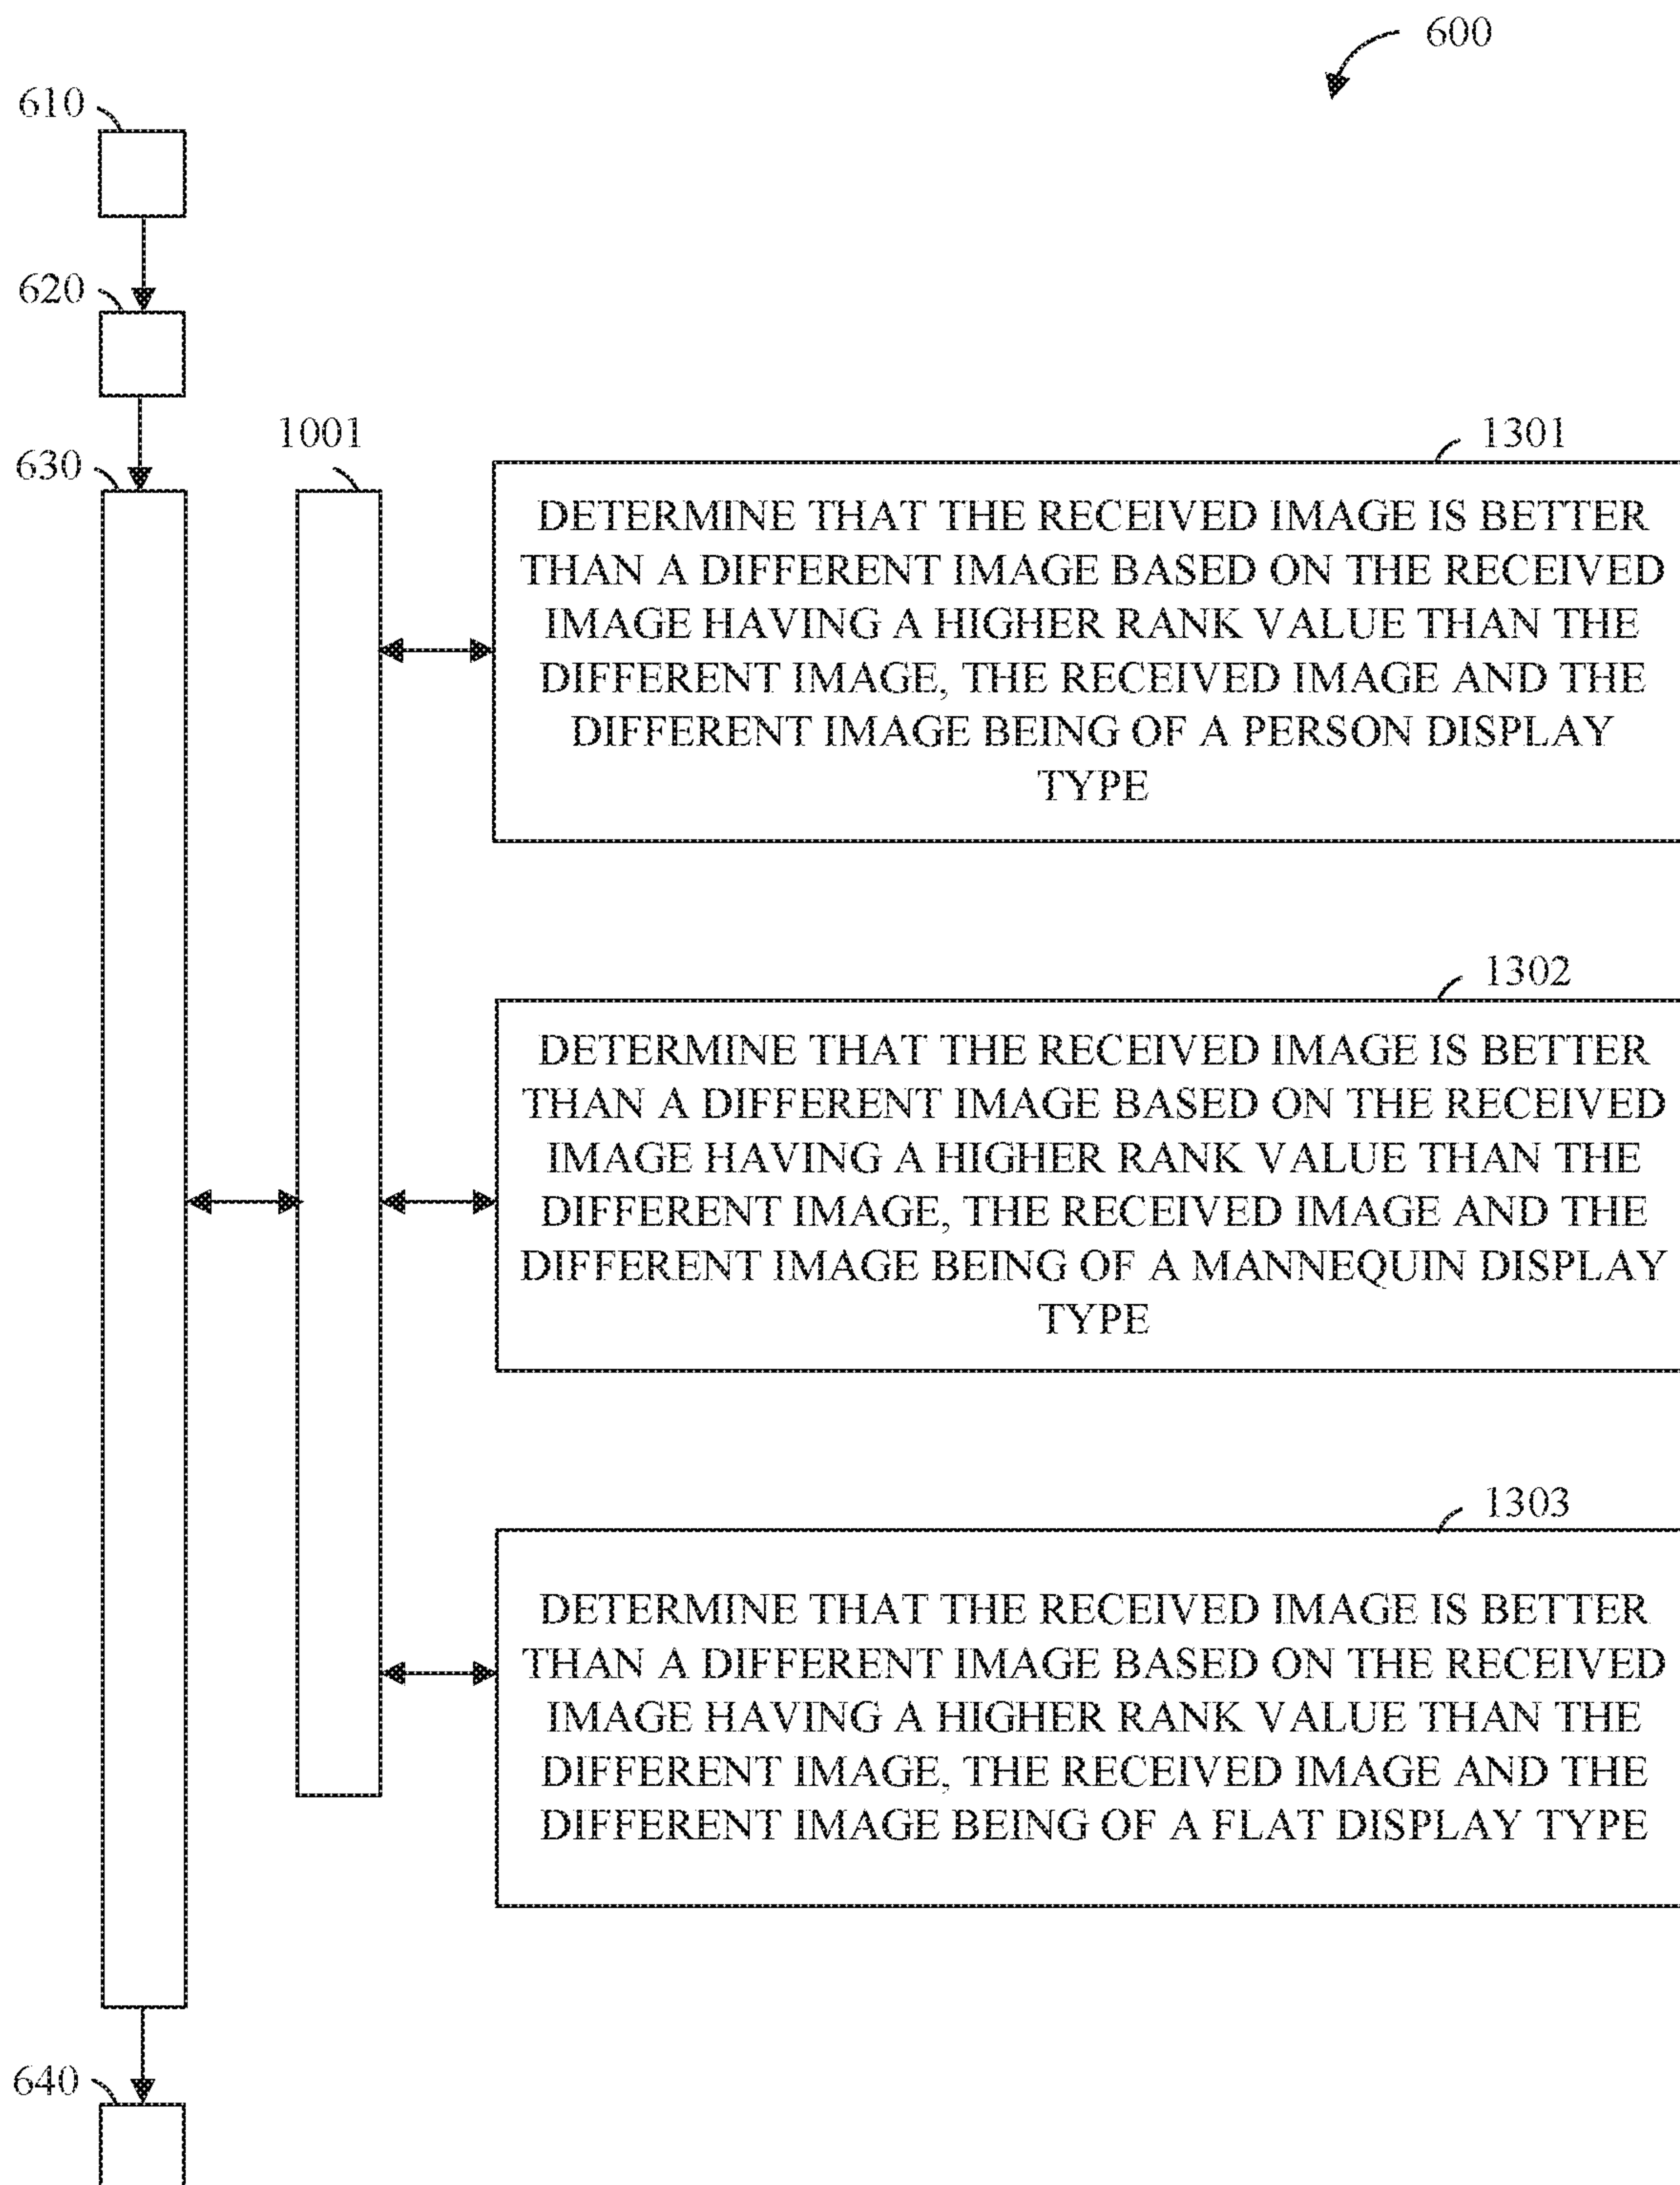 600
610
620
630
1001
1301
DETERMINE THAT THE RECEIVED IMAGE IS BETTER
THAN A DIFFERENT IMAGE BASED ON THE RECEIVED
IMAGE HAVING A HIGHER RANK VALUE THAN THE
DIFFERENT IMAGE, THE RECEIVED IMAGE AND THE
DIFFERENT IMAGE BEING OF A PERSON DISPLAY
TYPE
1302
DETERMINE THAT THE RECEIVED IMAGE IS BETTER
THAN A DIFFERENT IMAGE BASED ON THE RECEIVED
IMAGE HAVING A HIGHER RANK VALUE THAN THE
DIFFERENT IMAGE, THE RECEIVED IMAGE AND THE
DIFFERENT IMAGE BEING OF A MANNEQUIN DISPLAY
TYPE
1303
DETERMINE THAT THE RECEIVED IMAGE IS BETTER
THAN A DIFFERENT IMAGE BASED ON THE RECEIVED
IMAGE HAVING A HIGHER RANK VALUE THAN THE
DIFFERENT IMAGE, THE RECEIVED IMAGE AND THE
DIFFERENT IMAGE BEING OF A FLAT DISPLAY TYPE
640